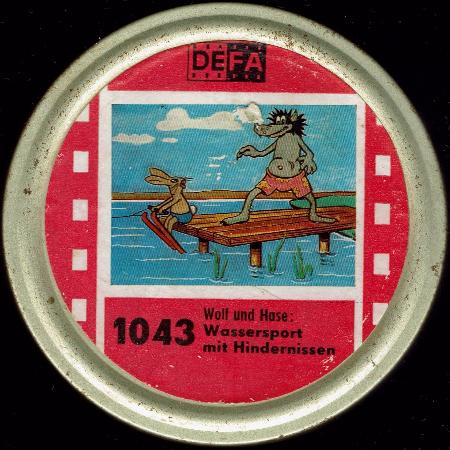 DEFA
1043
Wolf und Hase:
Wassersport
mit Hindernissen